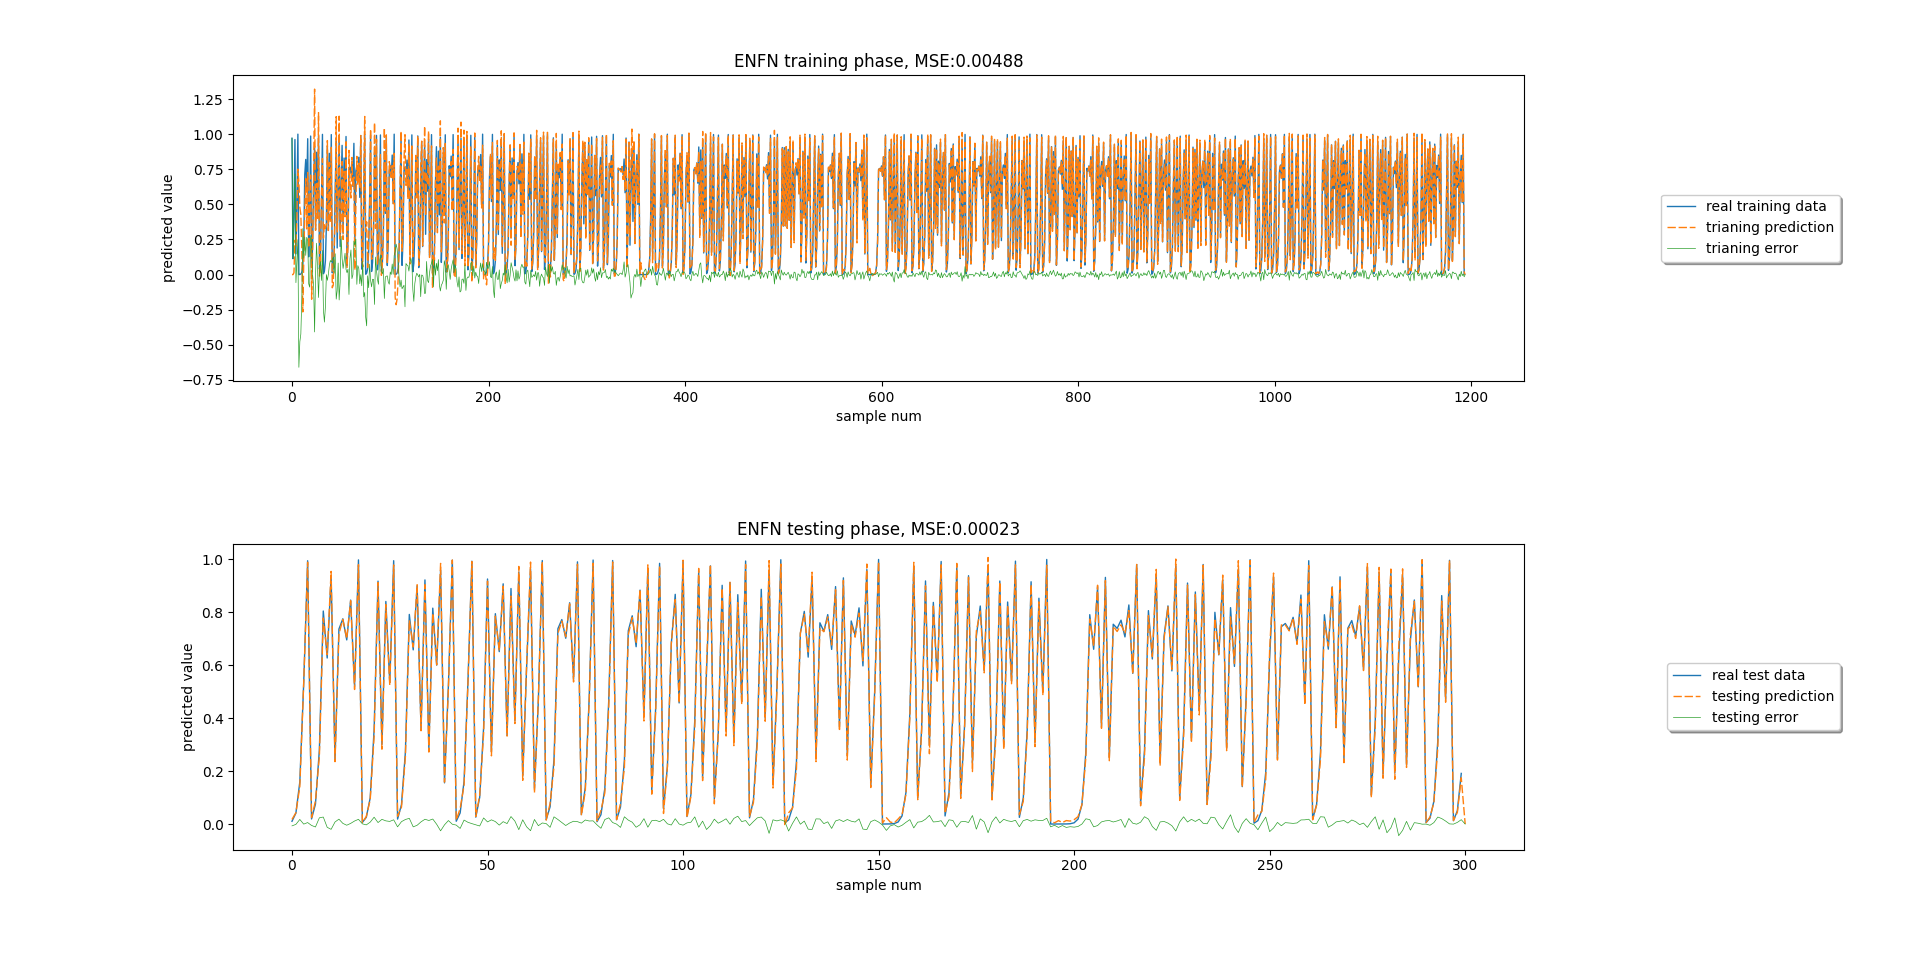 ENFN training phase, MSE:0.00488
1.25
1.00
0.75
0.50
0.25
0.00
−0.25
−0.50
−0.75
predicted value
0 200 400 600 800 1000 1200
sample num
real training data
trianing prediction
trianing error
ENFN testing phase, MSE:0.00023
1.0
0.8
0.6
0.4
0.2
0.0
predicted value
0 50 100 150 200 250 300
sample num
real test data
testing prediction
testing error